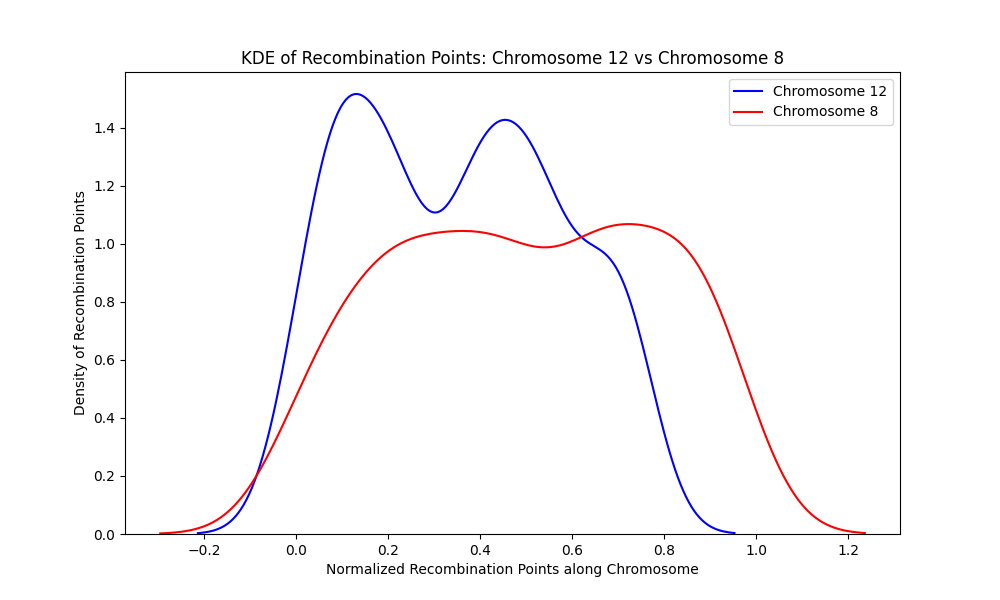 KDE of Recombination Points: Chromosome 12 vs Chromosome 8
Chromosome 12
Chromosome 8
Density of Recombination Points
1.4
1.2
1.0
0.8
0.6
0.4
0.2
0.0
−0.2 0.0 0.2 0.4 0.6 0.8 1.0 1.2
Normalized Recombination Points along Chromosome